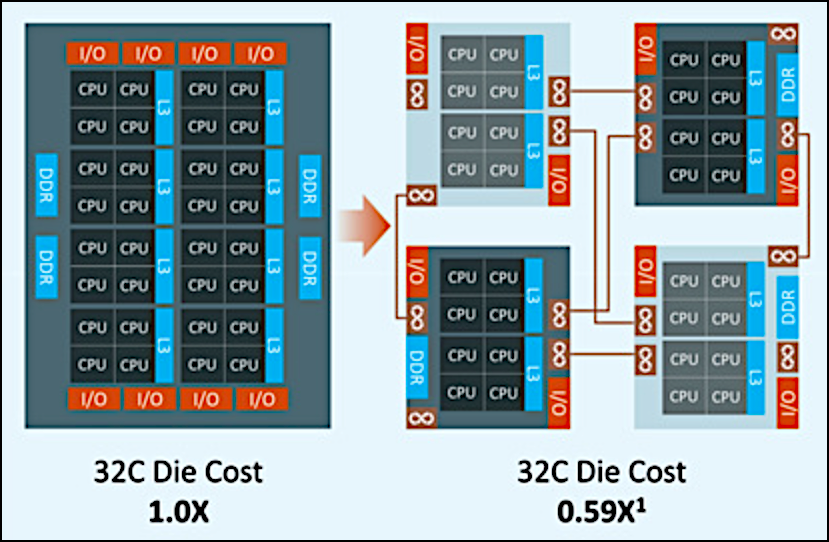 I/O I/O I/O I/O
CPU CPU CPU CPU
L3 L3
CPU CPU CPU CPU
DDR DDR
CPU CPU CPU CPU
L3 L3
CPU CPU CPU CPU
DDR DDR
CPU CPU CPU CPU
L3 L3
CPU CPU CPU CPU
CPU CPU CPU CPU
L3 L3
CPU CPU CPU CPU
I/O I/O I/O I/O
32C Die Cost
1.0X
I/O
CPU CPU
L3
CPU CPU
CPU CPU
L3
CPU CPU
I/O
I/O
CPU CPU
L3
DDR
CPU CPU
CPU CPU
L3
CPU CPU
I/O
I/O
CPU CPU
L3
CPU CPU
DDR
CPU CPU
L3
CPU CPU
I/O
I/O
CPU CPU
L3
DDR
CPU CPU
CPU CPU
L3
CPU CPU
I/O
32C Die Cost
0.59X¹